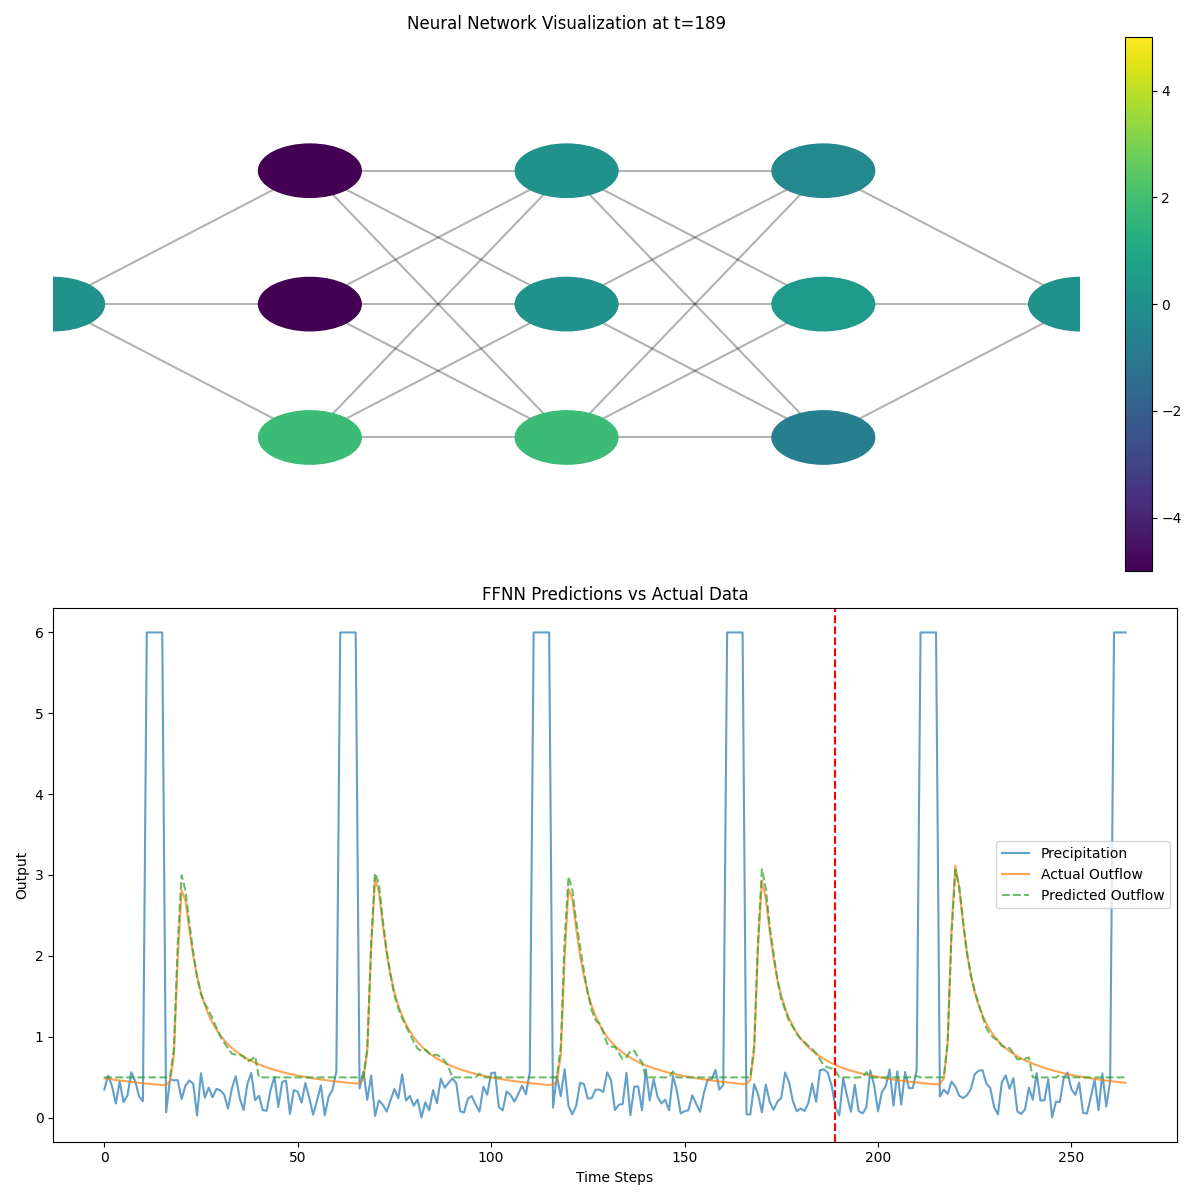 Neural Network Visualization at t=189
4
2
0
−2
−4
FFNN Predictions vs Actual Data
6
5
4
3
2
1
0
Output
Precipitation
Actual Outflow
Predicted Outflow
0 50 100 150 200 250
Time Steps